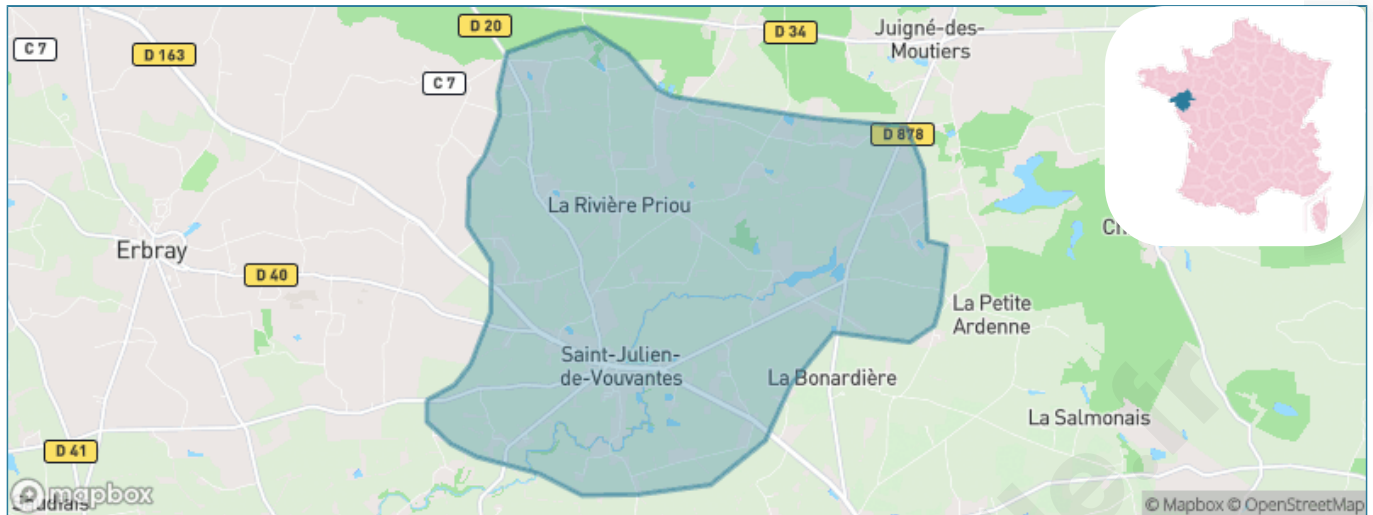 D 20
D 34
Juigné-des-
Moutiers
C 7
D 163
C 7
D 878
La Rivière Priou
Erbray
D 40
La Petite
Ardenne
Saint-Julien-
de-Vouvantes
La Bonardière
La Salmonais
D 41
mapbox
© Mapbox © OpenStreetMap